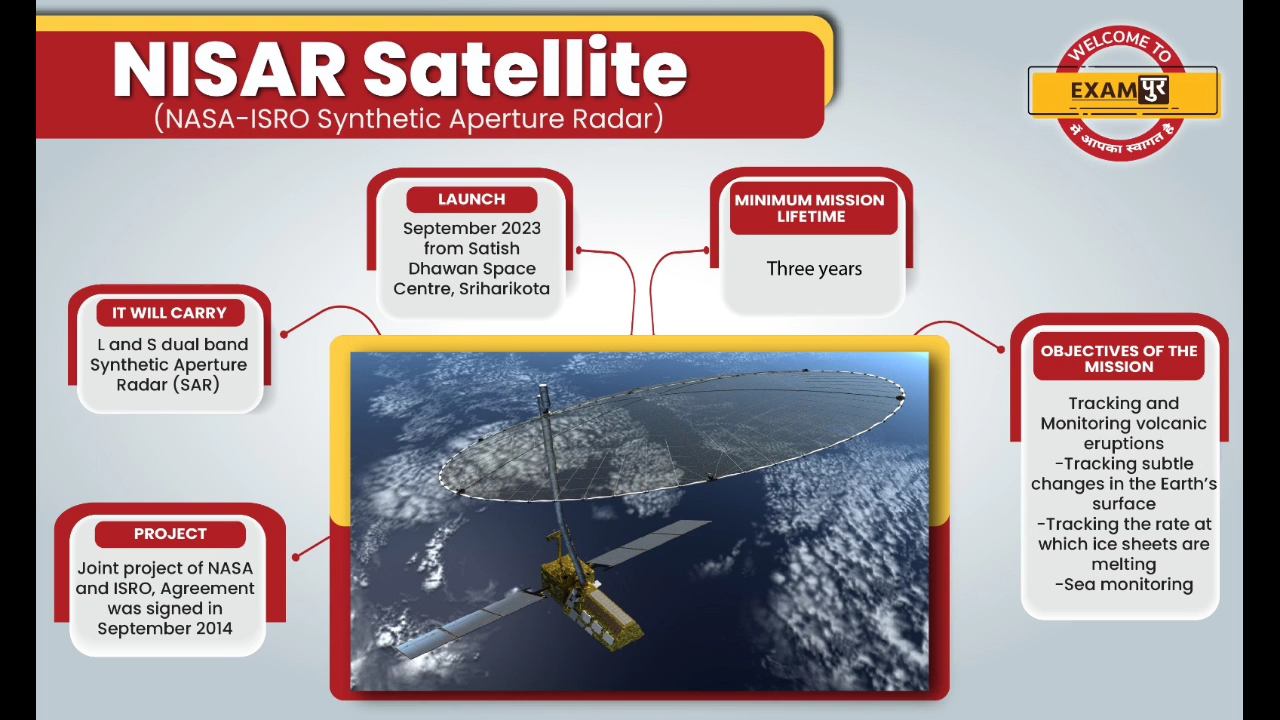 NISAR Satellite
(NASA-ISRO Synthetic Aperture Radar)
WELCOME TO
EXAMपुर
में आपका स्वागत है
LAUNCH
September 2023
from Satish
Dhawan Space
Centre, Sriharikota
MINIMUM MISSION
LIFETIME
Three years
IT WILL CARRY
L and S dual band
Synthetic Aperture
Radar (SAR)
OBJECTIVES OF THE
MISSION
Tracking and
Monitoring volcanic
eruptions
-Tracking subtle
changes in the Earth's
surface
-Tracking the rate at
which ice sheets are
melting
-Sea monitoring
PROJECT
Joint project of NASA
and ISRO, Agreement
was signed in
September 2014